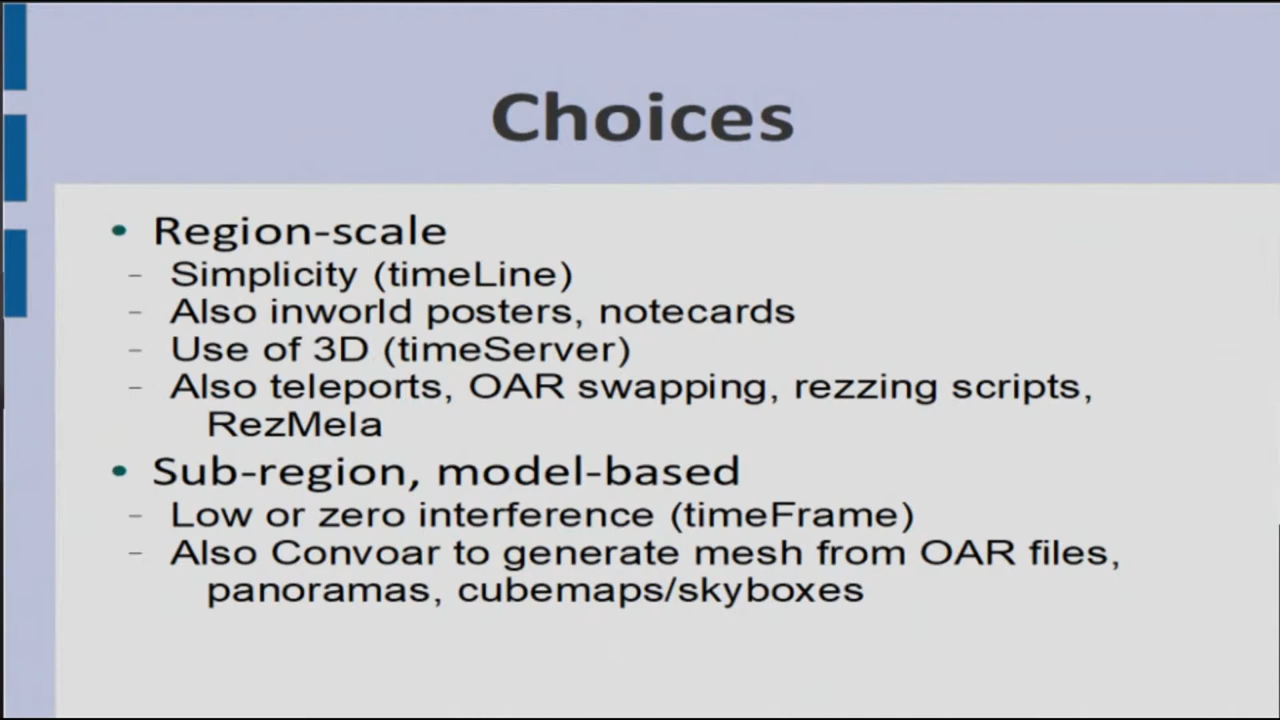 Choices
• Region-scale
– Simplicity (timeLine)
– Also inworld posters, notecards
– Use of 3D (timeServer)
– Also teleports, OAR swapping, rezzing scripts,
RezMela
• Sub-region, model-based
– Low or zero interference (timeFrame)
– Also Convoar to generate mesh from OAR files,
panoramas, cubemaps/skyboxes